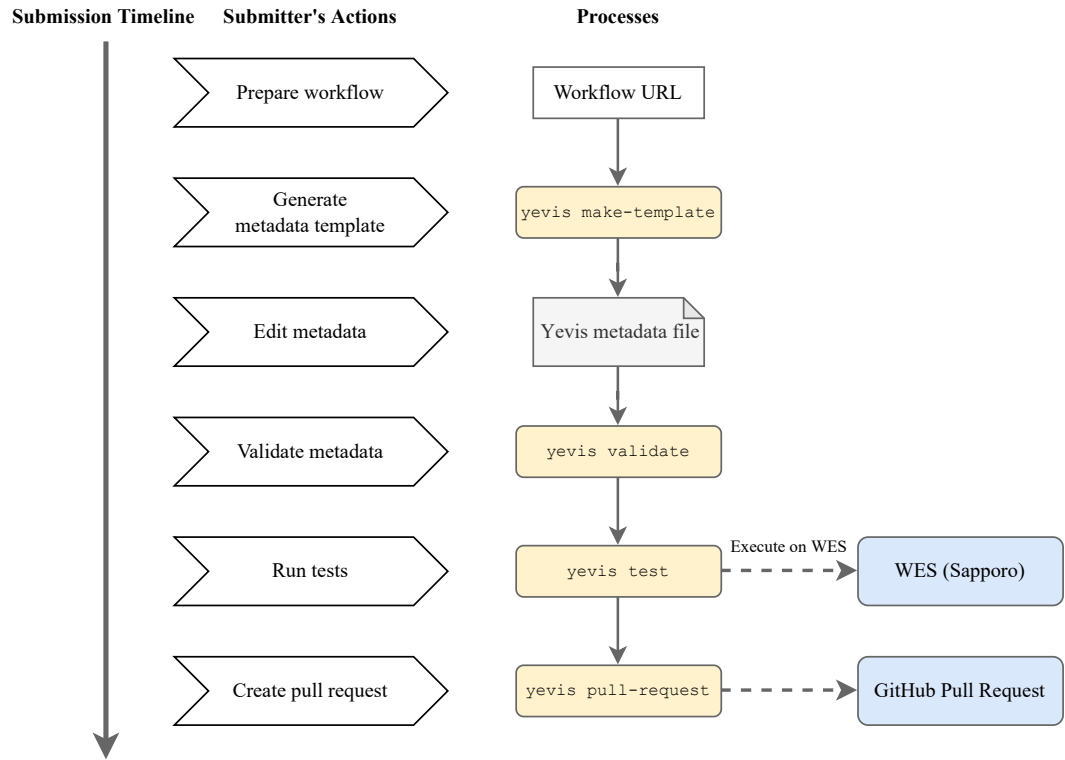 Submission Timeline Submitter's Actions Processes
Prepare workflow
Workflow URL
Generate
metadata template
yevis make-template
Edit metadata
Yevis metadata file
Validate metadata
yevis validate
Run tests
yevis test
Execute on WES
WES (Sapporo)
Create pull request
yevis pull-request
GitHub Pull Request